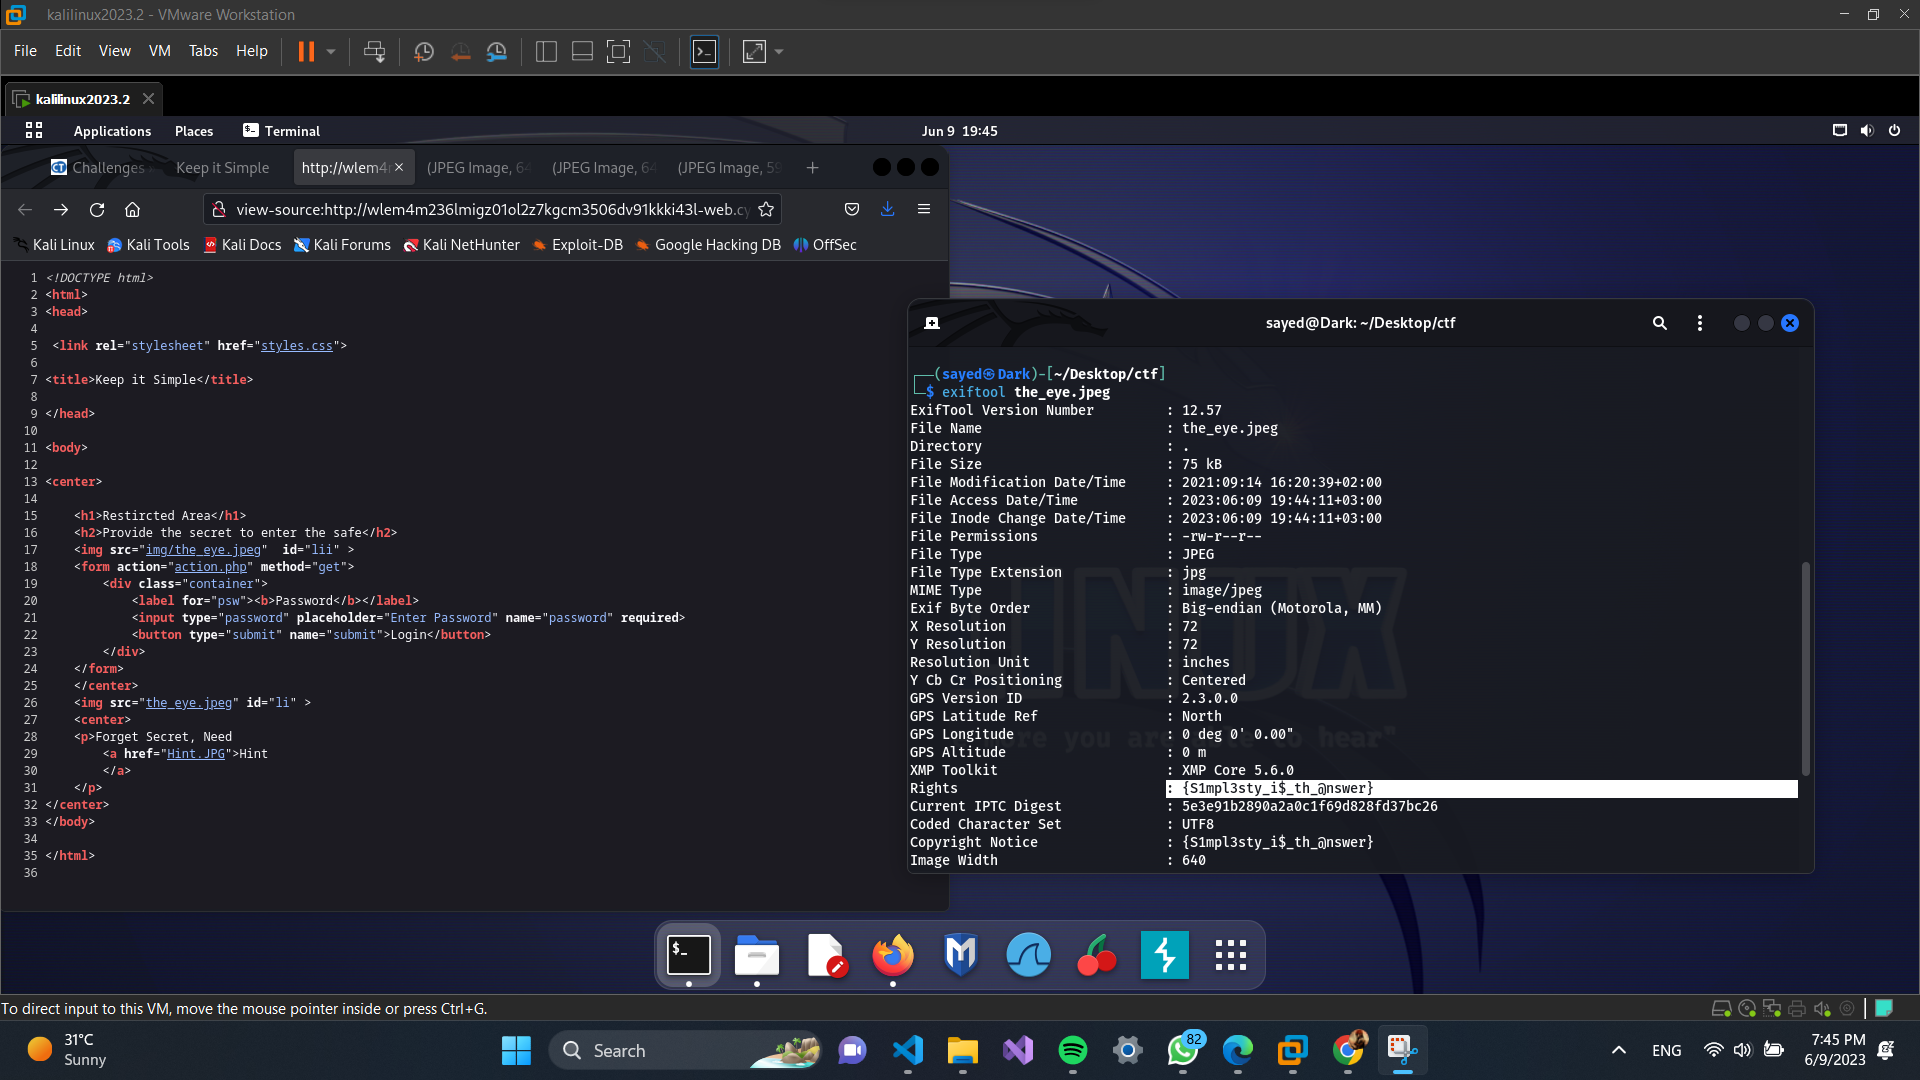 kalilinux2023.2 - VMware Workstation
File Edit View VM Tabs Help
kalilinux2023.2
Applications Places Terminal Jun 9 19:45
Challenges Keep it Simple http://wlem4 (JPEG Image, 64 (JPEG Image, 64 (JPEG Image, 59
view-source:http://wlem4m236lmigz01ol2z7kgcm3506dv91kkki43l-web.cy
Kali Linux Kali Tools Kali Docs Kali Forums Kali NetHunter Exploit-DB Google Hacking DB OffSec
1 <!DOCTYPE html>
2 <html>
3 <head>
4
5 <link rel="stylesheet" href="styles.css">
6
7 <title>Keep it Simple</title>
8
9 </head>
10
11 <body>
12
13 <center>
14
15 <h1>Restircted Area</h1>
16 <h2>Provide the secret to enter the safe</h2>
17 <img src="img/the_eye.jpeg" id="lii" >
18 <form action="action.php" method="get">
19 <div class="container">
20 <label for="psw"><b>Password</b></label>
21 <input type="password" placeholder="Enter Password" name="password" required>
22 <button type="submit" name="submit">Login</button>
23 </div>
24 </form>
25 </center>
26 <img src="the_eye.jpeg" id="li" >
27 <center>
28 <p>Forget Secret, Need
29 <a href="Hint.JPG">Hint
30 </a>
31 </p>
32 </center>
33 </body>
34
35 </html>
36
sayed@Dark: ~/Desktop/ctf
(sayed㉿Dark)-[~/Desktop/ctf]
$ exiftool the_eye.jpeg
ExifTool Version Number : 12.57
File Name : the_eye.jpeg
Directory : .
File Size : 75 kB
File Modification Date/Time : 2021:09:14 16:20:39+02:00
File Access Date/Time : 2023:06:09 19:44:11+03:00
File Inode Change Date/Time : 2023:06:09 19:44:11+03:00
File Permissions : -rw-r--r--
File Type : JPEG
File Type Extension : jpg
MIME Type : image/jpeg
Exif Byte Order : Big-endian (Motorola, MM)
X Resolution : 72
Y Resolution : 72
Resolution Unit : inches
Y Cb Cr Positioning : Centered
GPS Version ID : 2.3.0.0
GPS Latitude Ref : North
GPS Longitude : 0 deg 0' 0.00"
GPS Altitude : 0 m
XMP Toolkit : XMP Core 5.6.0
Rights : {S1mpl3sty_i$_th_@nswer}
Current IPTC Digest : 5e3e91b2890a2a0c1f69d828fd37bc26
Coded Character Set : UTF8
Copyright Notice : {S1mpl3sty_i$_th_@nswer}
Image Width : 640
To direct input to this VM, move the mouse pointer inside or press Ctrl+G.
31°C
Sunny
Search
82
ENG
7:45 PM
6/9/2023